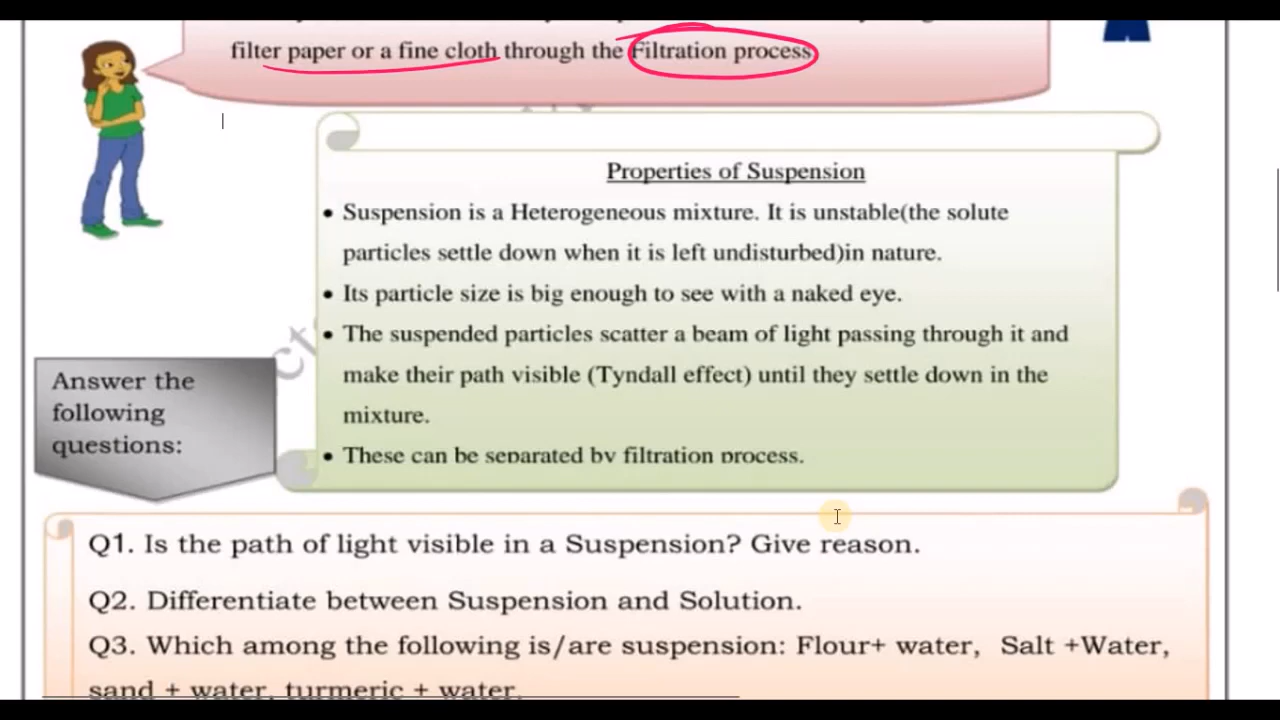 filter paper or a fine cloth through the Filtration process
Properties of Suspension
• Suspension is a Heterogeneous mixture. It is unstable(the solute
particles settle down when it is left undisturbed)in nature.
• Its particle size is big enough to see with a naked eye.
• The suspended particles scatter a beam of light passing through it and
make their path visible (Tyndall effect) until they settle down in the
mixture.
• These can be separated by filtration process.
Answer the
following
questions:
Q1. Is the path of light visible in a Suspension? Give reason.
Q2. Differentiate between Suspension and Solution.
Q3. Which among the following is/are suspension: Flour+ water, Salt +Water,
sand + water, turmeric + water.